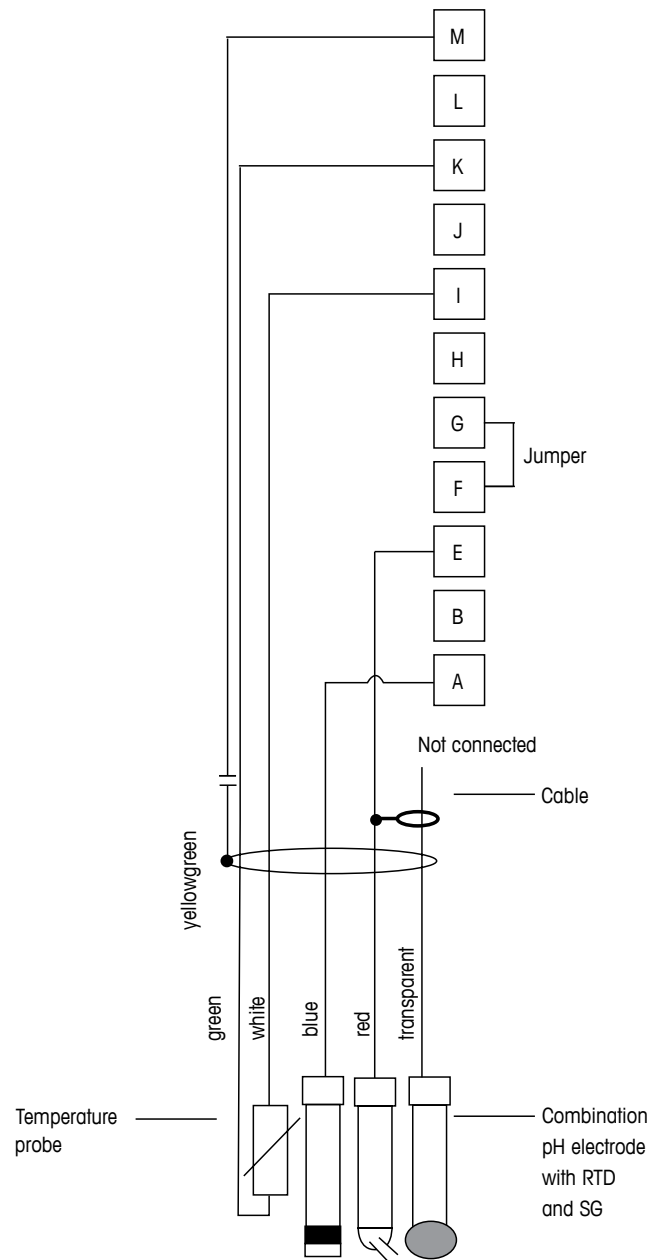 M
L
K
J
I
H
G
Jumper
F
E
B
A
Not connected
Cable
yellowgreen
green
white
blue
red
transparent
Temperature
probe
Combination
pH electrode
with RTD
and SG